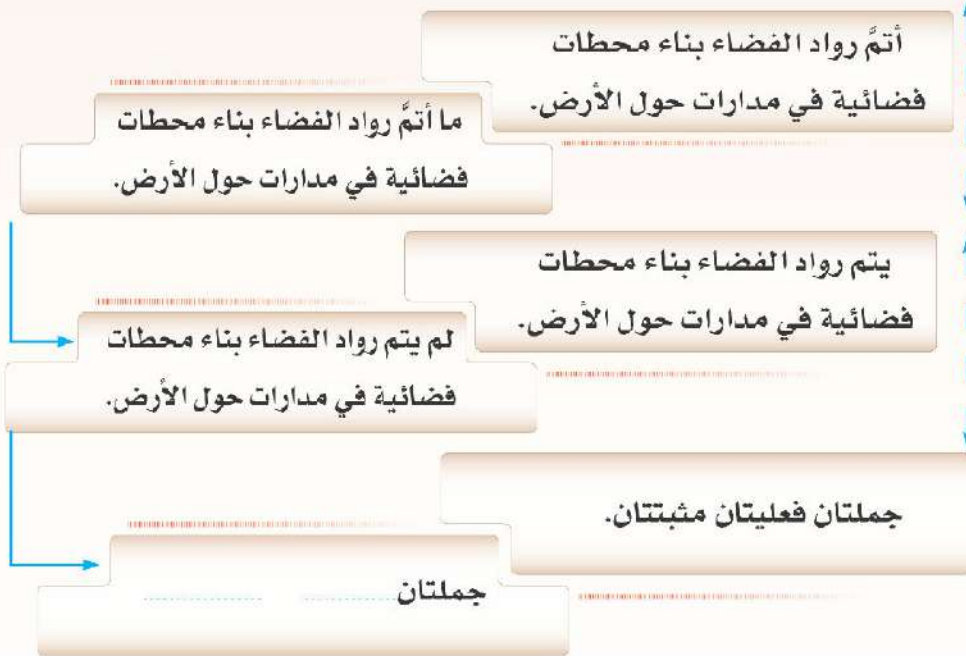 أتمَّ رواد الفضاء بناء محطات
فضائية في مدارات حول الأرض.
ما أتمَّ رواد الفضاء بناء محطات
فضائية في مدارات حول الأرض.
يتم رواد الفضاء بناء محطات
فضائية في مدارات حول الأرض.
لم يتم رواد الفضاء بناء محطات
فضائية في مدارات حول الأرض.
جملتان فعليتان مثبتتان.
جملتان